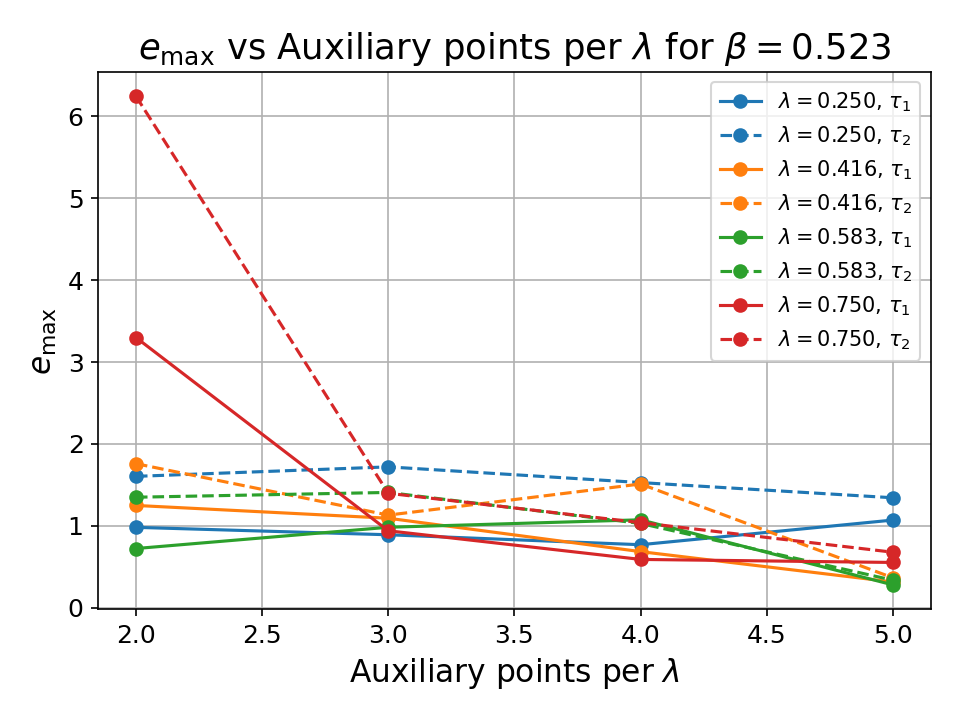 e_max vs Auxiliary points per λ for β = 0.523
λ = 0.250, τ₁
λ = 0.250, τ₂
λ = 0.416, τ₁
λ = 0.416, τ₂
λ = 0.583, τ₁
λ = 0.583, τ₂
λ = 0.750, τ₁
λ = 0.750, τ₂
e_max
6
5
4
3
2
1
0
2.0 2.5 3.0 3.5 4.0 4.5 5.0
Auxiliary points per λ